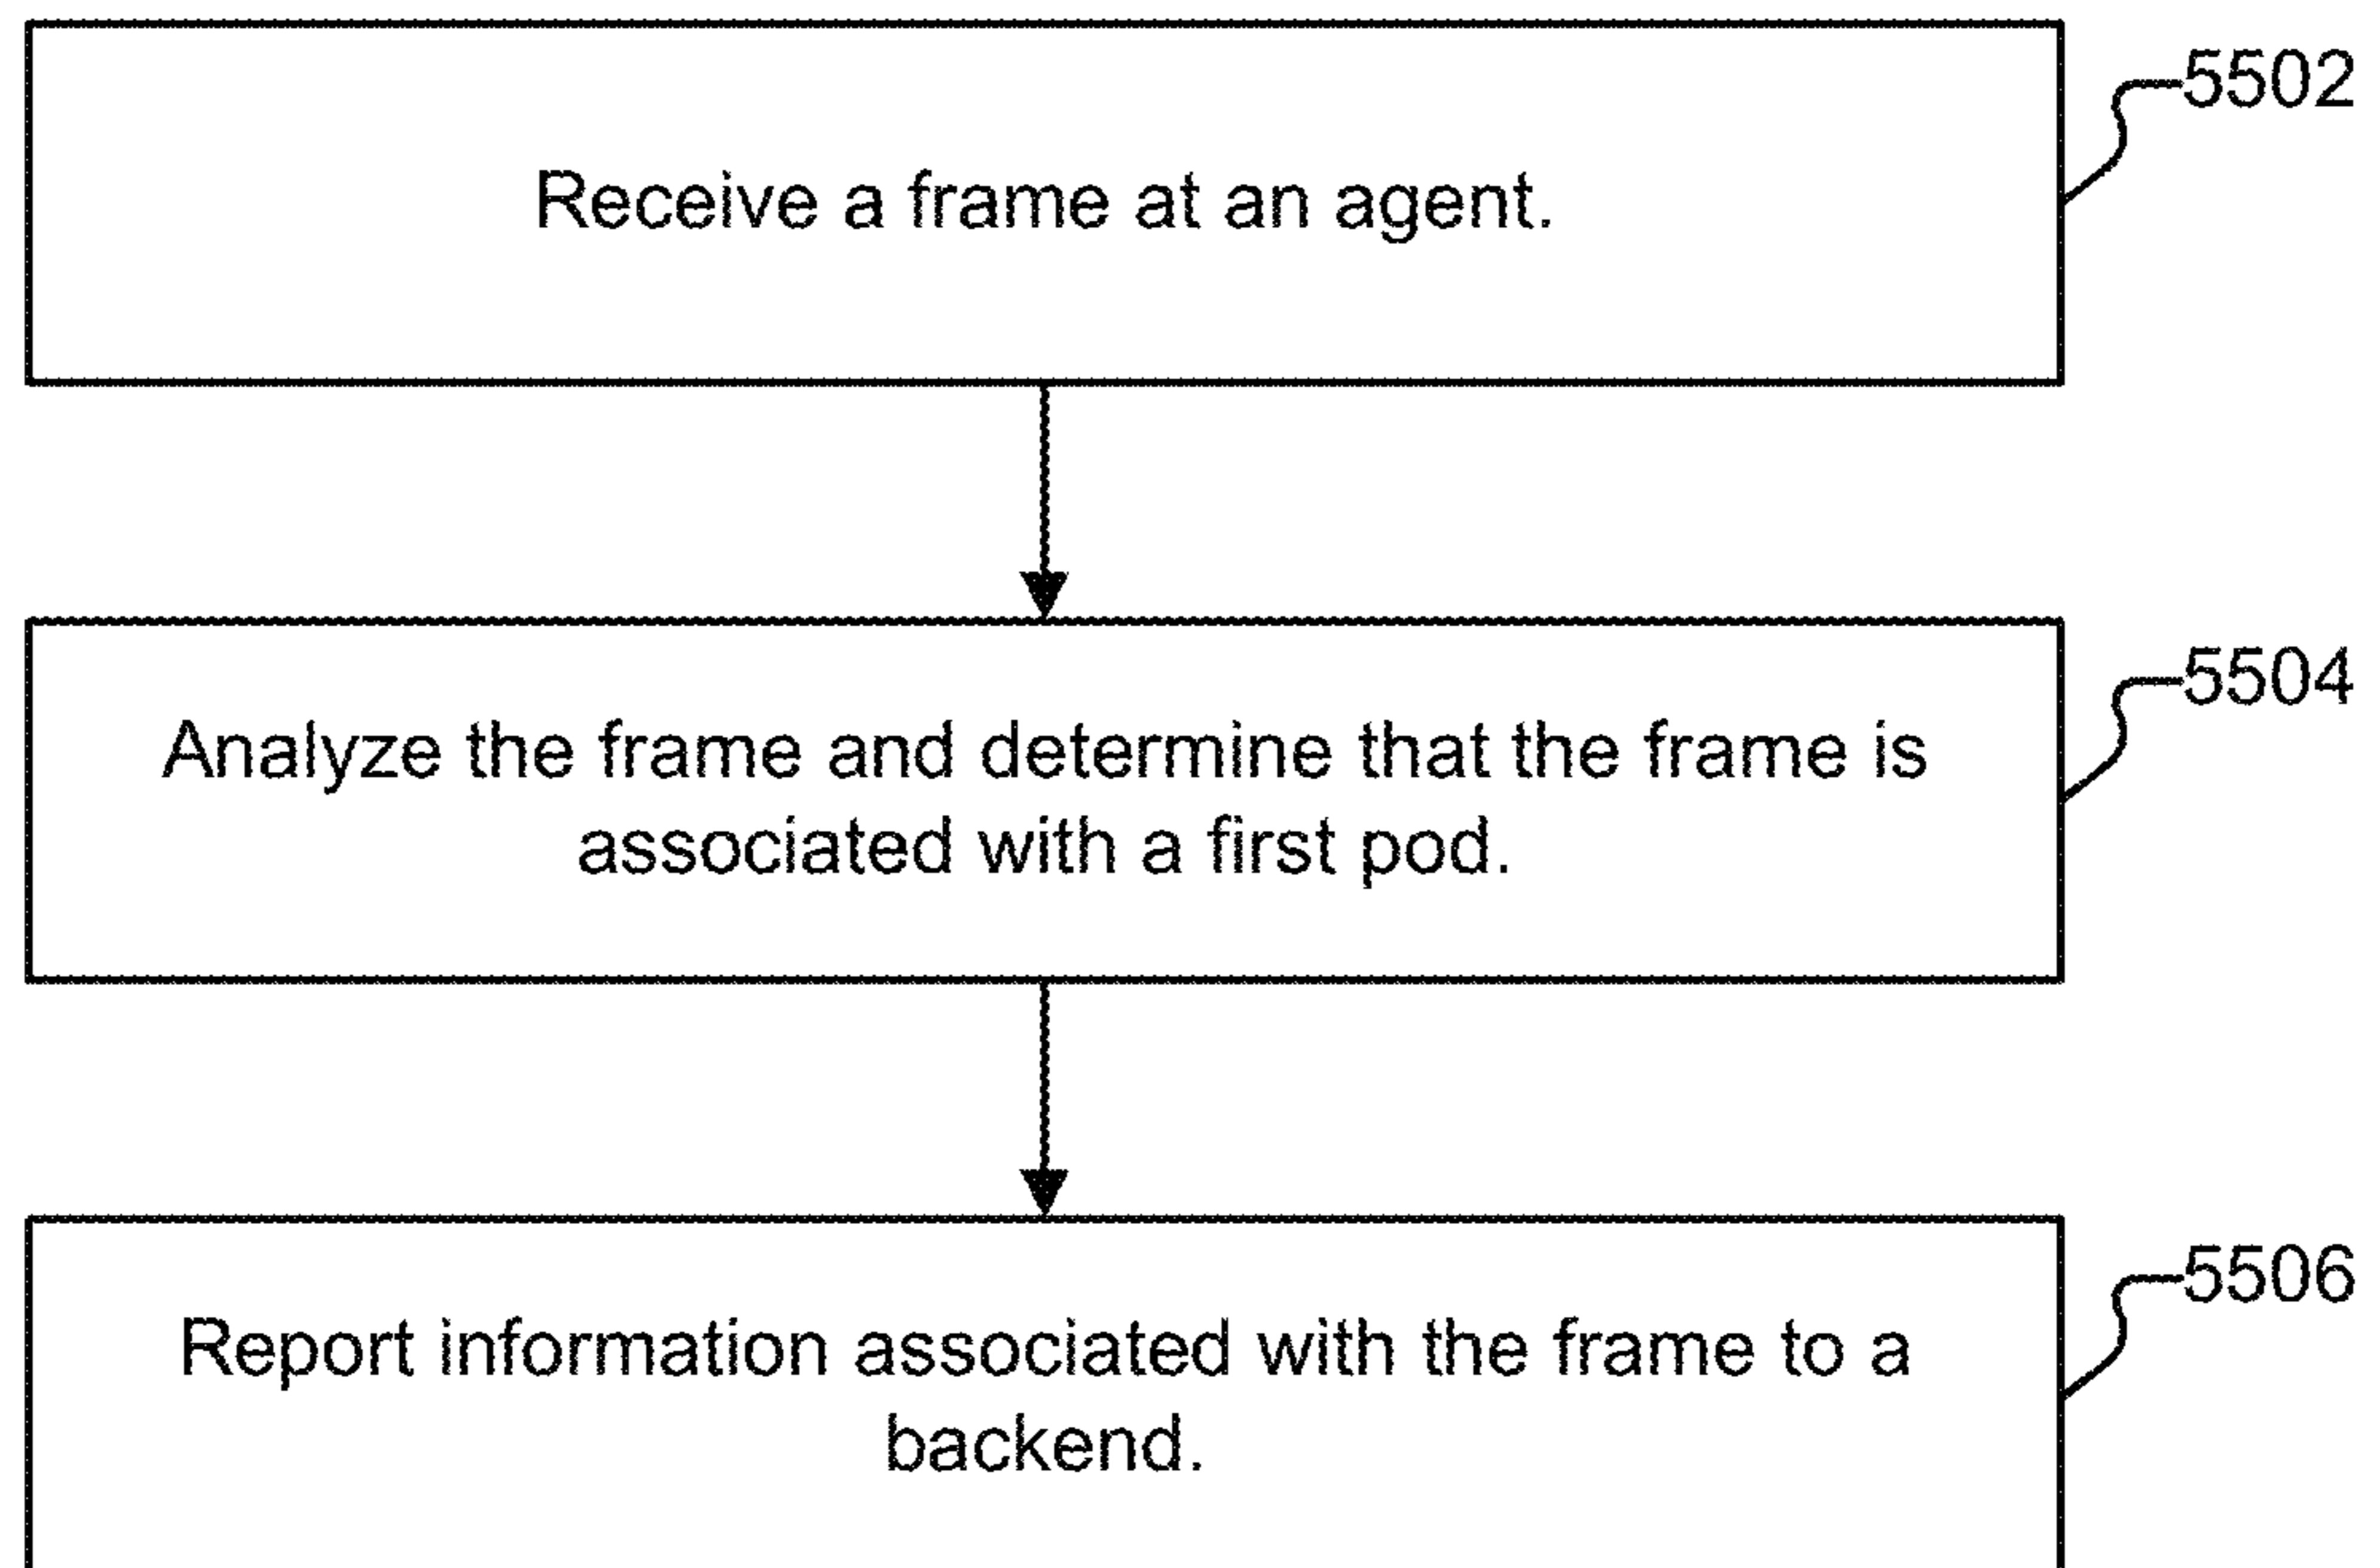 5502
Receive a frame at an agent.
5504
Analyze the frame and determine that the frame is
associated with a first pod.
5506
Report information associated with the frame to a
backend.